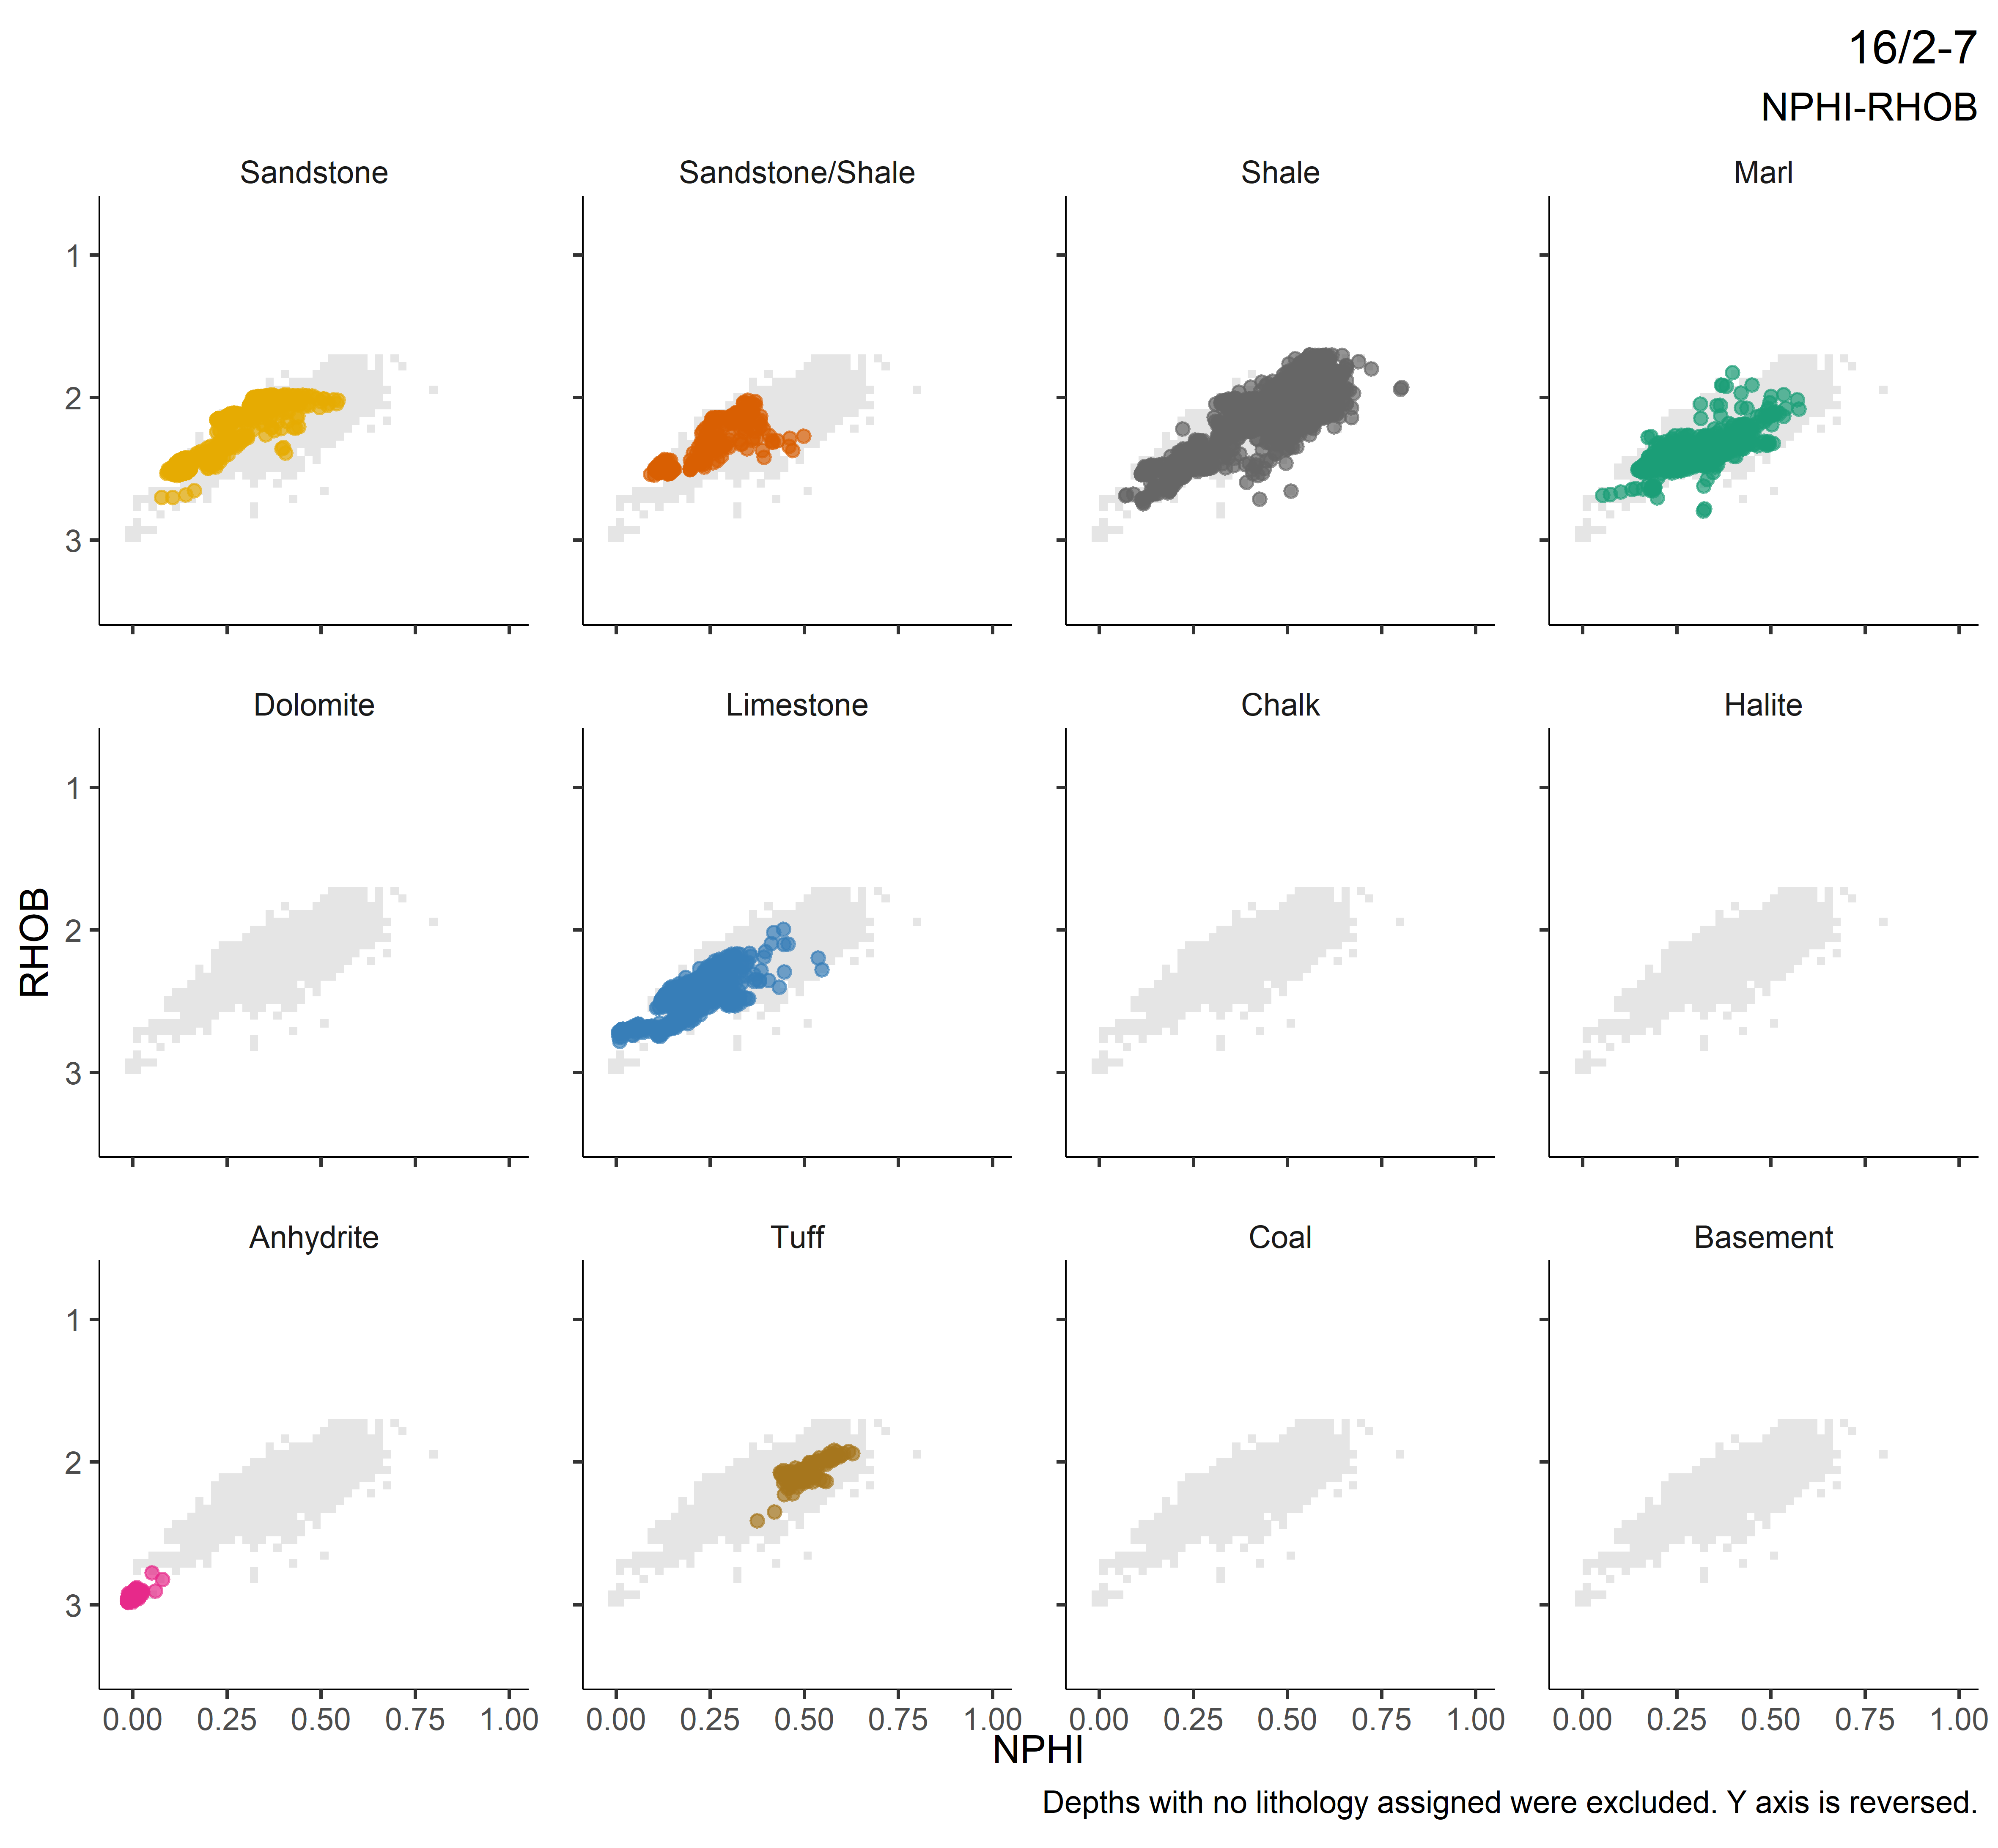 16/2-7
NPHI-RHOB
Sandstone Sandstone/Shale Shale Marl
1
2
3
Dolomite Limestone Chalk Halite
1
2
3
RHOB
Anhydrite Tuff Coal Basement
1
2
3
0.00 0.25 0.50 0.75 1.00 0.00 0.25 0.50 0.75 1.00 0.00 0.25 0.50 0.75 1.00 0.00 0.25 0.50 0.75 1.00
NPHI
Depths with no lithology assigned were excluded. Y axis is reversed.